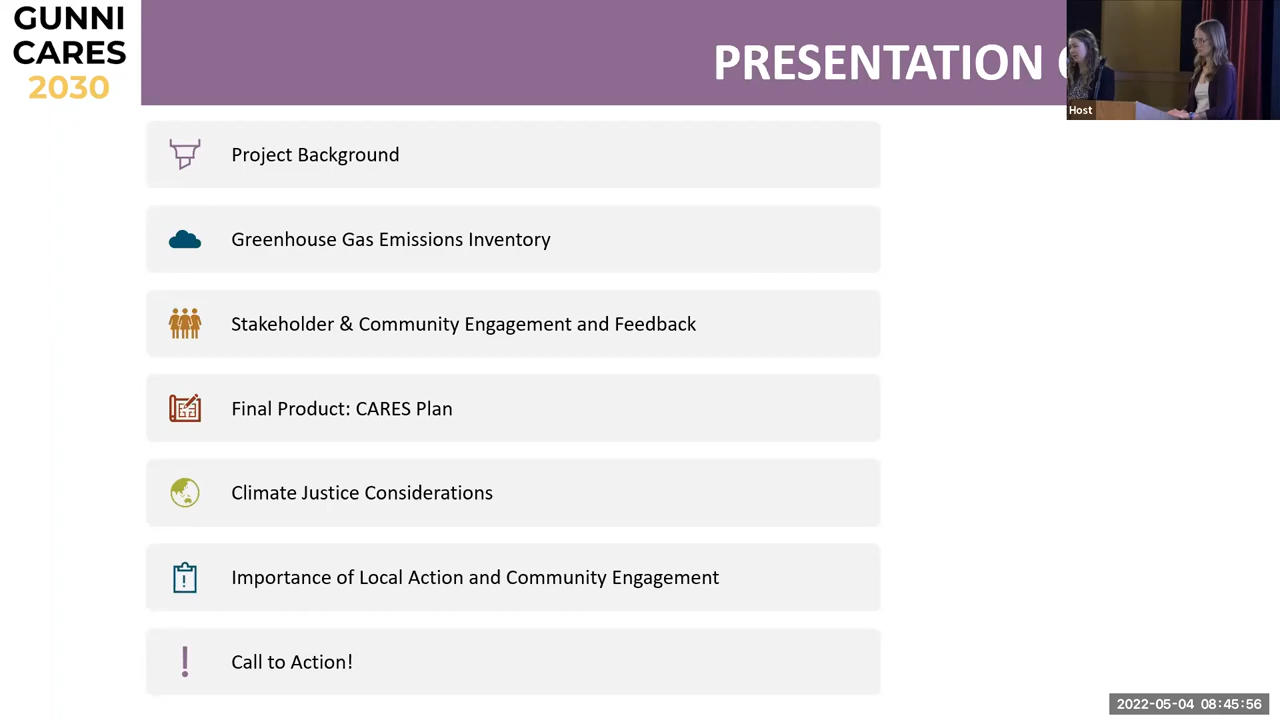 GUNNI
CARES
2030
PRESENTATION
Host
Project Background
Greenhouse Gas Emissions Inventory
Stakeholder & Community Engagement and Feedback
Final Product: CARES Plan
Climate Justice Considerations
Importance of Local Action and Community Engagement
Call to Action!
2022-05-04 08:45:56